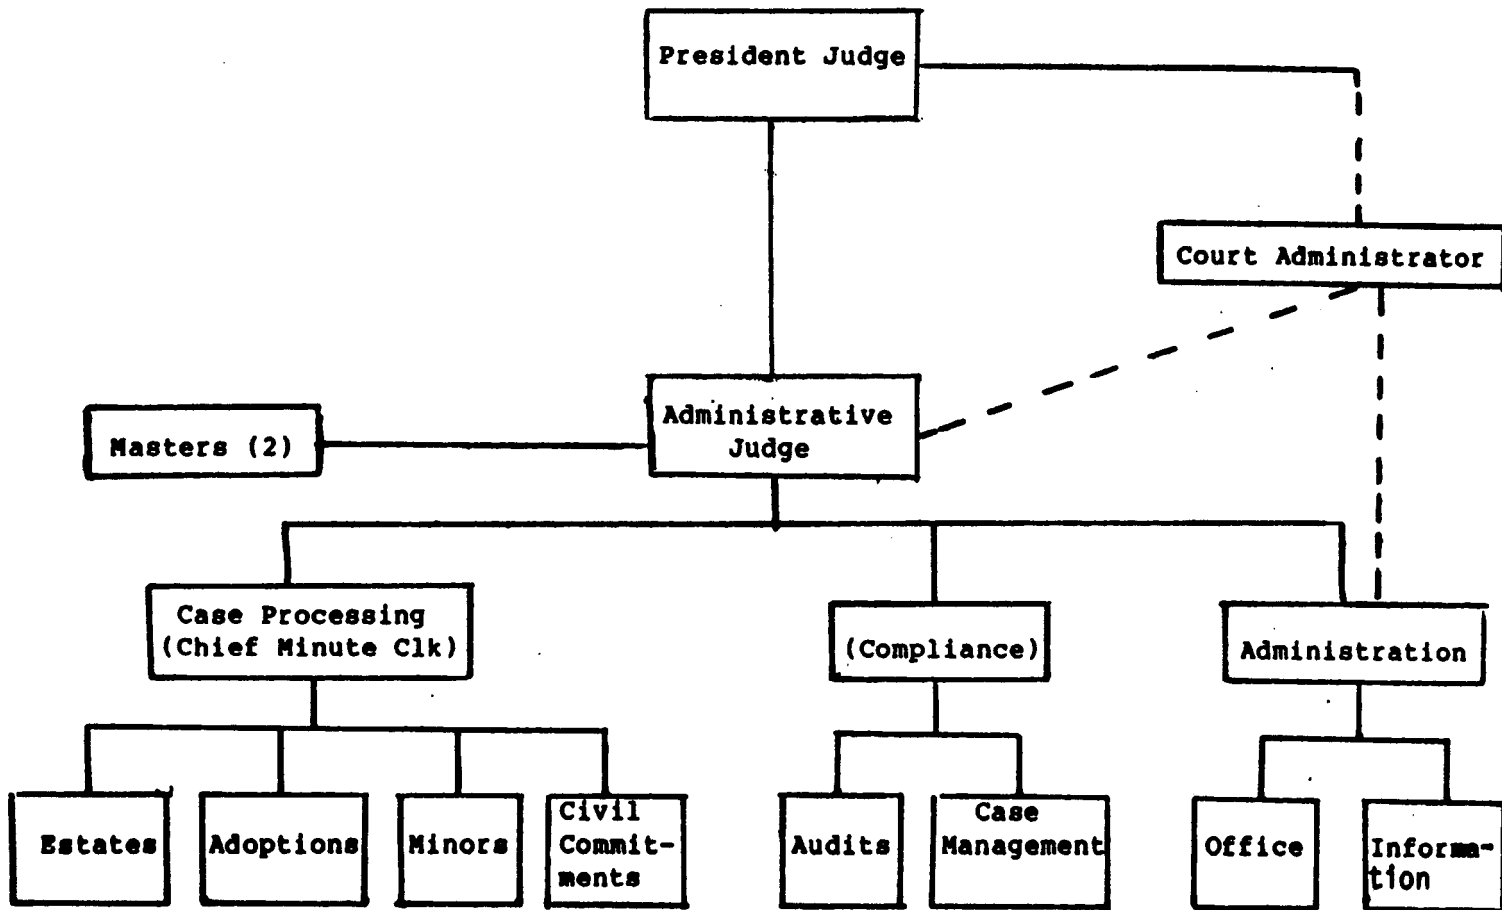 President Judge
Court Administrator
Administrative
Judge
Masters (2)
Case Processing
(Chief Minute Clk)
(Compliance)
Administration
Estates
Adoptions
Minors
Civil
Commit-
ments
Audits
Case
Management
Office
Informa-
tion